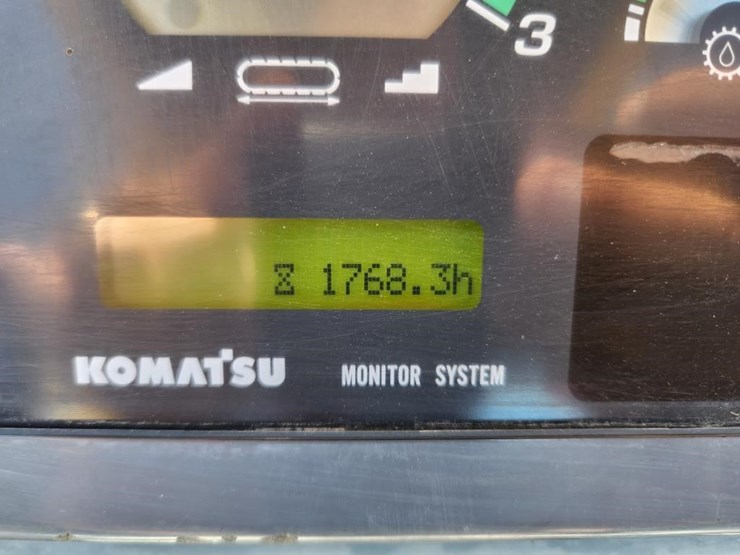 3
1768.3h
KOMATSU MONITOR SYSTEM